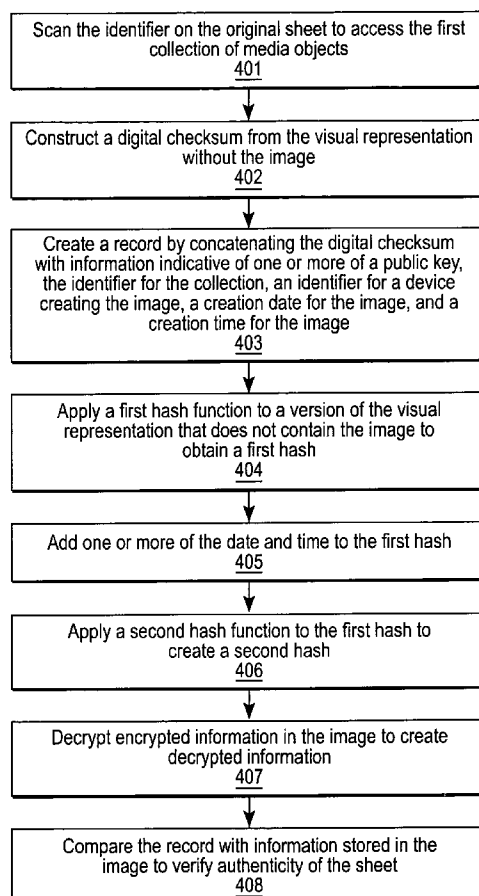 Scan the identifier on the original sheet to access the first
collection of media objects
401
Construct a digital checksum from the visual representation
without the image
402
Create a record by concatenating the digital checksum
with information indicative of one or more of a public key,
the identifier for the collection, an identifier for a device
creating the image, a creation date for the image, and a
creation time for the image
403
Apply a first hash function to a version of the visual
representation that does not contain the image to
obtain a first hash
404
Add one or more of the date and time to the first hash
405
Apply a second hash function to the first hash to
create a second hash
406
Decrypt encrypted information in the image to create
decrypted information
407
Compare the record with information stored in the
image to verify authenticity of the sheet
408